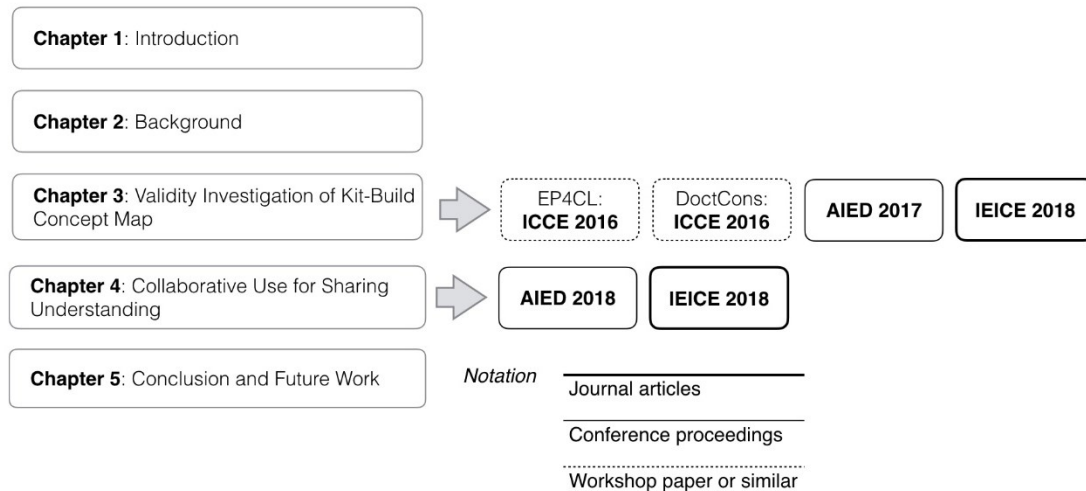 Chapter 1: Introduction
Chapter 2: Background
Chapter 3: Validity Investigation of Kit-Build
Concept Map
EP4CL:
ICCE 2016
DoctCons:
ICCE 2016
AIED 2017
IEICE 2018
Chapter 4: Collaborative Use for Sharing
Understanding
AIED 2018
IEICE 2018
Chapter 5: Conclusion and Future Work
Notation
Journal articles
Conference proceedings
Workshop paper or similar